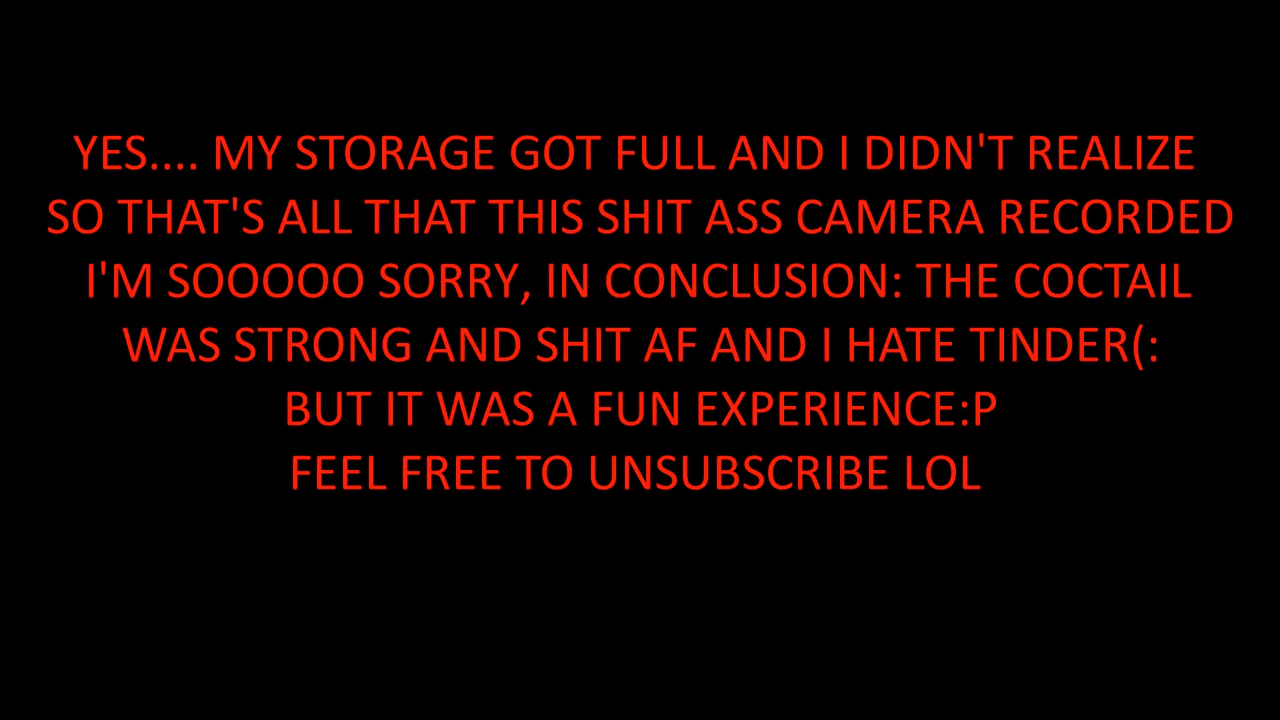 YES.... MY STORAGE GOT FULL AND I DIDN'T REALIZE
SO THAT'S ALL THAT THIS SHIT ASS CAMERA RECORDED
I'M SOOOOO SORRY, IN CONCLUSION: THE COCTAIL
WAS STRONG AND SHIT AF AND I HATE TINDER(:
BUT IT WAS A FUN EXPERIENCE:P
FEEL FREE TO UNSUBSCRIBE LOL